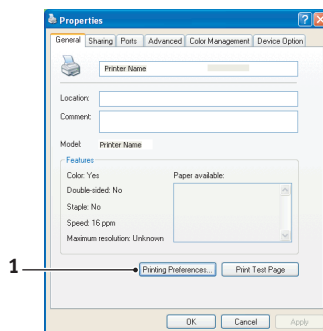 Properties
General Sharing Ports Advanced Color Management Device Option
Printer Name
Location:
Comment
Model: Printer Name
Features
Color: Yes Paper available:
Double-sided: No
Staple: No
Speed: 16 ppm
Maximum resolution: Unknown
1
Printing Preferences... Print Test Page
OK Cancel Apply